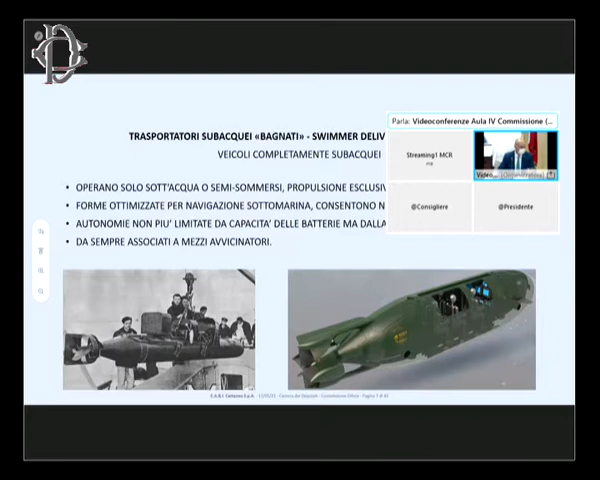 Parla: Videoconferenze Aula IV Commissione (...
TRASPORTATORI SUBACQUEI «BAGNATI» - SWIMMER DELIV
Streaming1 MCR
VEICOLI COMPLETAMENTE SUBACQUEI
Video...
• OPERANO SOLO SOTT'ACQUA O SEMI-SOMMERSI, PROPULSIONE ESCLUSIV
• FORME OTTIMIZZATE PER NAVIGAZIONE SOTTOMARINA, CONSENTONO N
@Consigliere
@Presidente
• AUTONOMIE NON PIU' LIMITATE DA CAPACITA' DELLE BATTERIE MA DALLA
• DA SEMPRE ASSOCIATI A MEZZI AVVICINATORI.